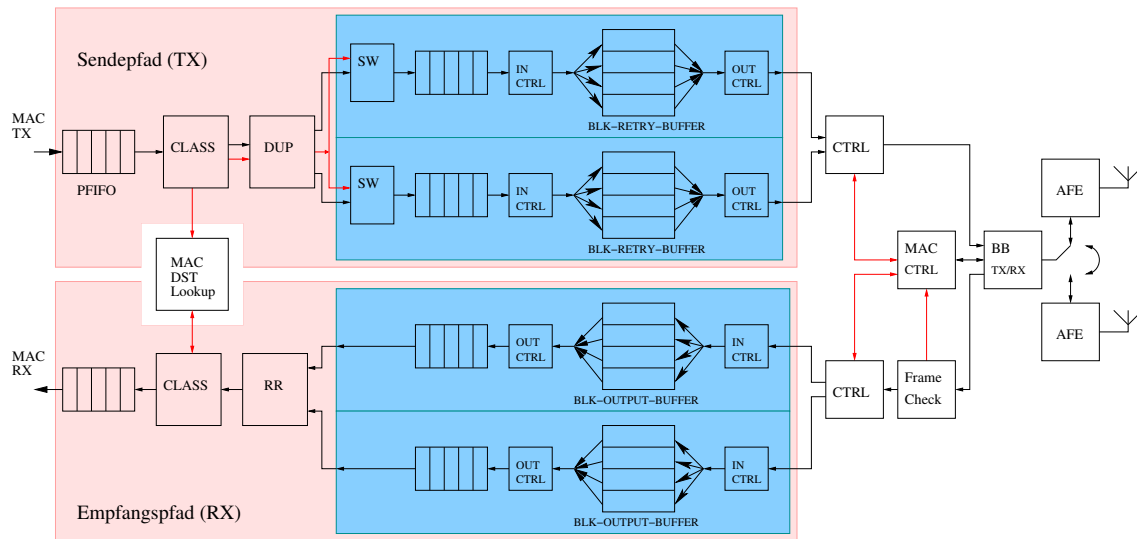 Sendepfad (TX)
MAC
TX
PFIFO
CLASS
DUP
SW
IN
CTRL
BLK-RETRY-BUFFER
OUT
CTRL
SW
IN
CTRL
BLK-RETRY-BUFFER
OUT
CTRL
CTRL
MAC
DST
Lookup
MAC
CTRL
BB
TX/RX
AFE
AFE
MAC
RX
CLASS
RR
OUT
CTRL
BLK-OUTPUT-BUFFER
IN
CTRL
OUT
CTRL
BLK-OUTPUT-BUFFER
IN
CTRL
CTRL
Frame
Check
Empfangspfad (RX)